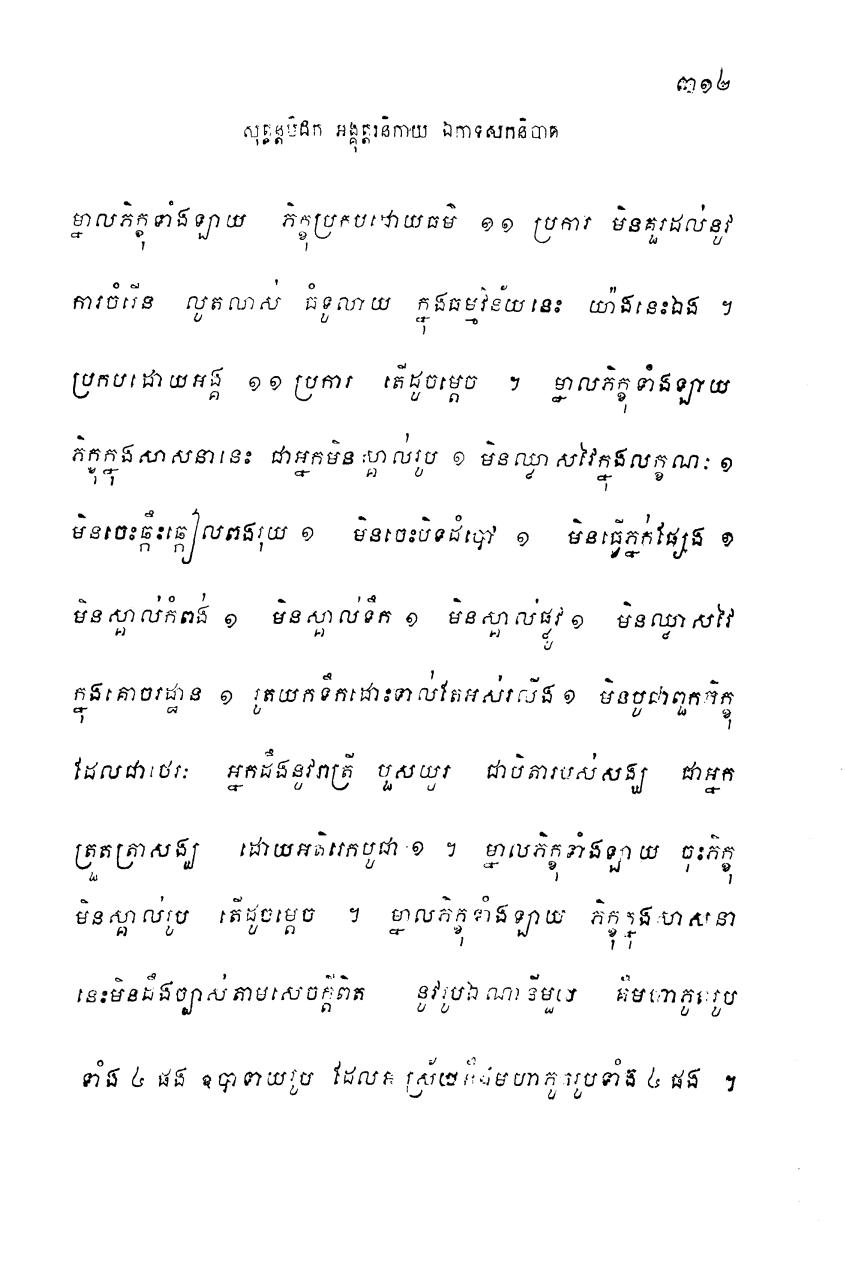 ៣១២
សុត្តន្តបិដក អង្គុត្តរនិកាយ ឯកាទសកនិបាត
ម្នាលភិក្ខុទាំងឡាយ ភិក្ខុប្រកបដោយធម៌ ១១ ប្រការ មិនគួរដល់នូវ
ការចំរើន លូតលាស់ ធំទូលាយ ក្នុងធម្មវិន័យនេះ យ៉ាងនេះឯង ។
ប្រកបដោយអង្គ ១១ ប្រការ តើដូចម្តេច ។ ម្នាលភិក្ខុទាំងឡាយ
ភិក្ខុក្នុងសាសនានេះ ជាអ្នកមិនស្គាល់រូប ១ មិនឈ្វាសវៃក្នុងលក្ខណៈ ១
មិនចេះឆ្កឹះឆ្កៀលពងរុយ ១ មិនចេះបិទដំបៅ ១ មិនធ្វើភ្នក់ផ្សែង ១
មិនស្គាល់កំពង់ ១ មិនស្គាល់ទឹក ១ មិនស្គាល់ផ្លូវ ១ មិនឈ្វាសវៃ
ក្នុងគោចរដ្ឋាន ១ រូតយកទឹកដោះទាល់តែអស់រលីង ១ មិនបូជាពួកភិក្ខុ
ដែលជាថេរៈ អ្នកដឹងនូវរាត្រី បួសយូរ ជាបិតារបស់សង្ឃ ជាអ្នក
ត្រួតត្រាសង្ឃ ដោយអតិរេកបូជា ១ ។ ម្នាលភិក្ខុទាំងឡាយ ចុះភិក្ខុ
មិនស្គាល់រូប តើដូចម្តេច ។ ម្នាលភិក្ខុទាំងឡាយ ភិក្ខុក្នុងសាសនា
នេះមិនដឹងច្បាស់តាមសេចក្តីពិត នូវរូបឯណានីមួយ គឺមហាភូតរូប
ទាំង ៤ ផង ឧបាទាយរូប ដែលអាស្រ័យនឹងមហាភូតរូបទាំង ៤ ផង ។